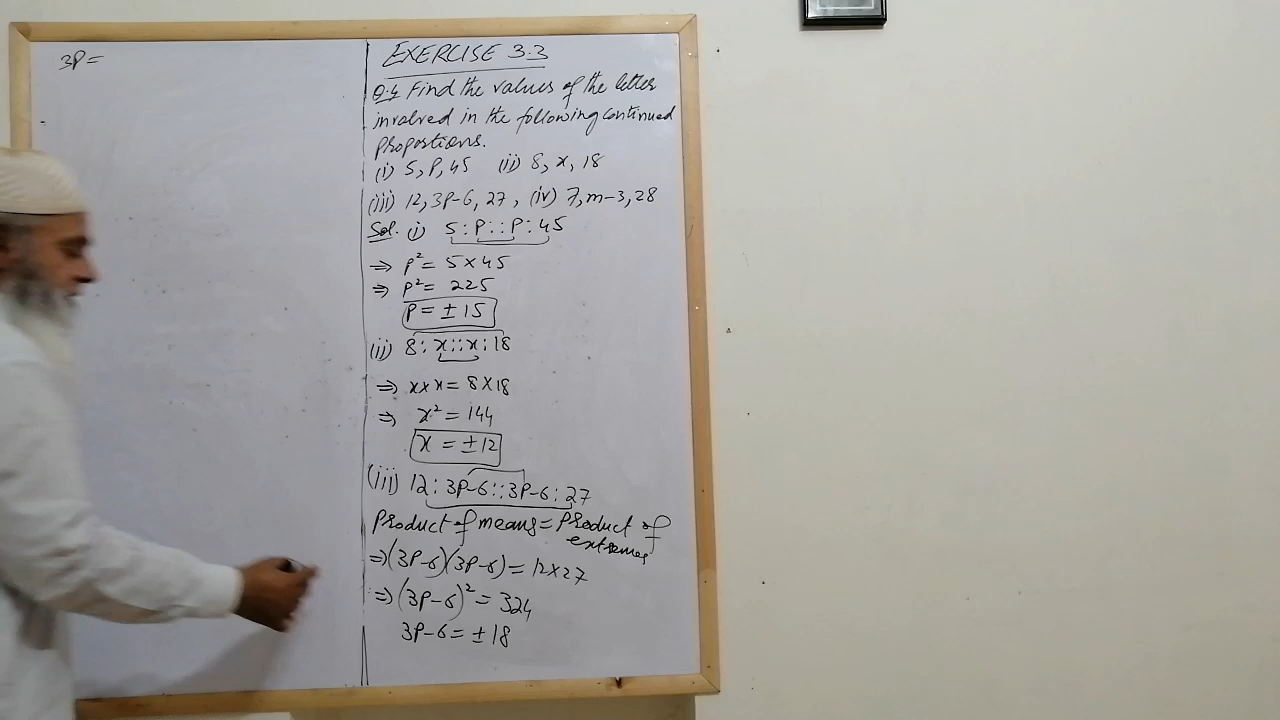 3P=
EXERCISE 3.3
Q.4 Find the values of the letter
involved in the following continued
proportions.
(i) 5, P, 45 (ii) 8, x, 18
(iii) 12, 3P-6, 27, (iv) 7, m-3, 28
Sol. (i) 5 : P :: P : 45
⇒ P² = 5×45
⇒ P² = 225
P = ±15
(ii) 8 : x :: x : 18
⇒ x×x = 8×18
⇒ x² = 144
x = ±12
(iii) 12 : 3P-6 :: 3P-6 : 27
Product of means = Product of
extremes
⇒ (3P-6)(3P-6) = 12×27
⇒ (3P-6)² = 324
3P-6 = ±18